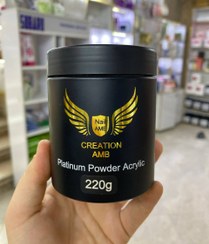 Nail
AMB
CREATION
AMB
Platinum Powder Acrylic
220g